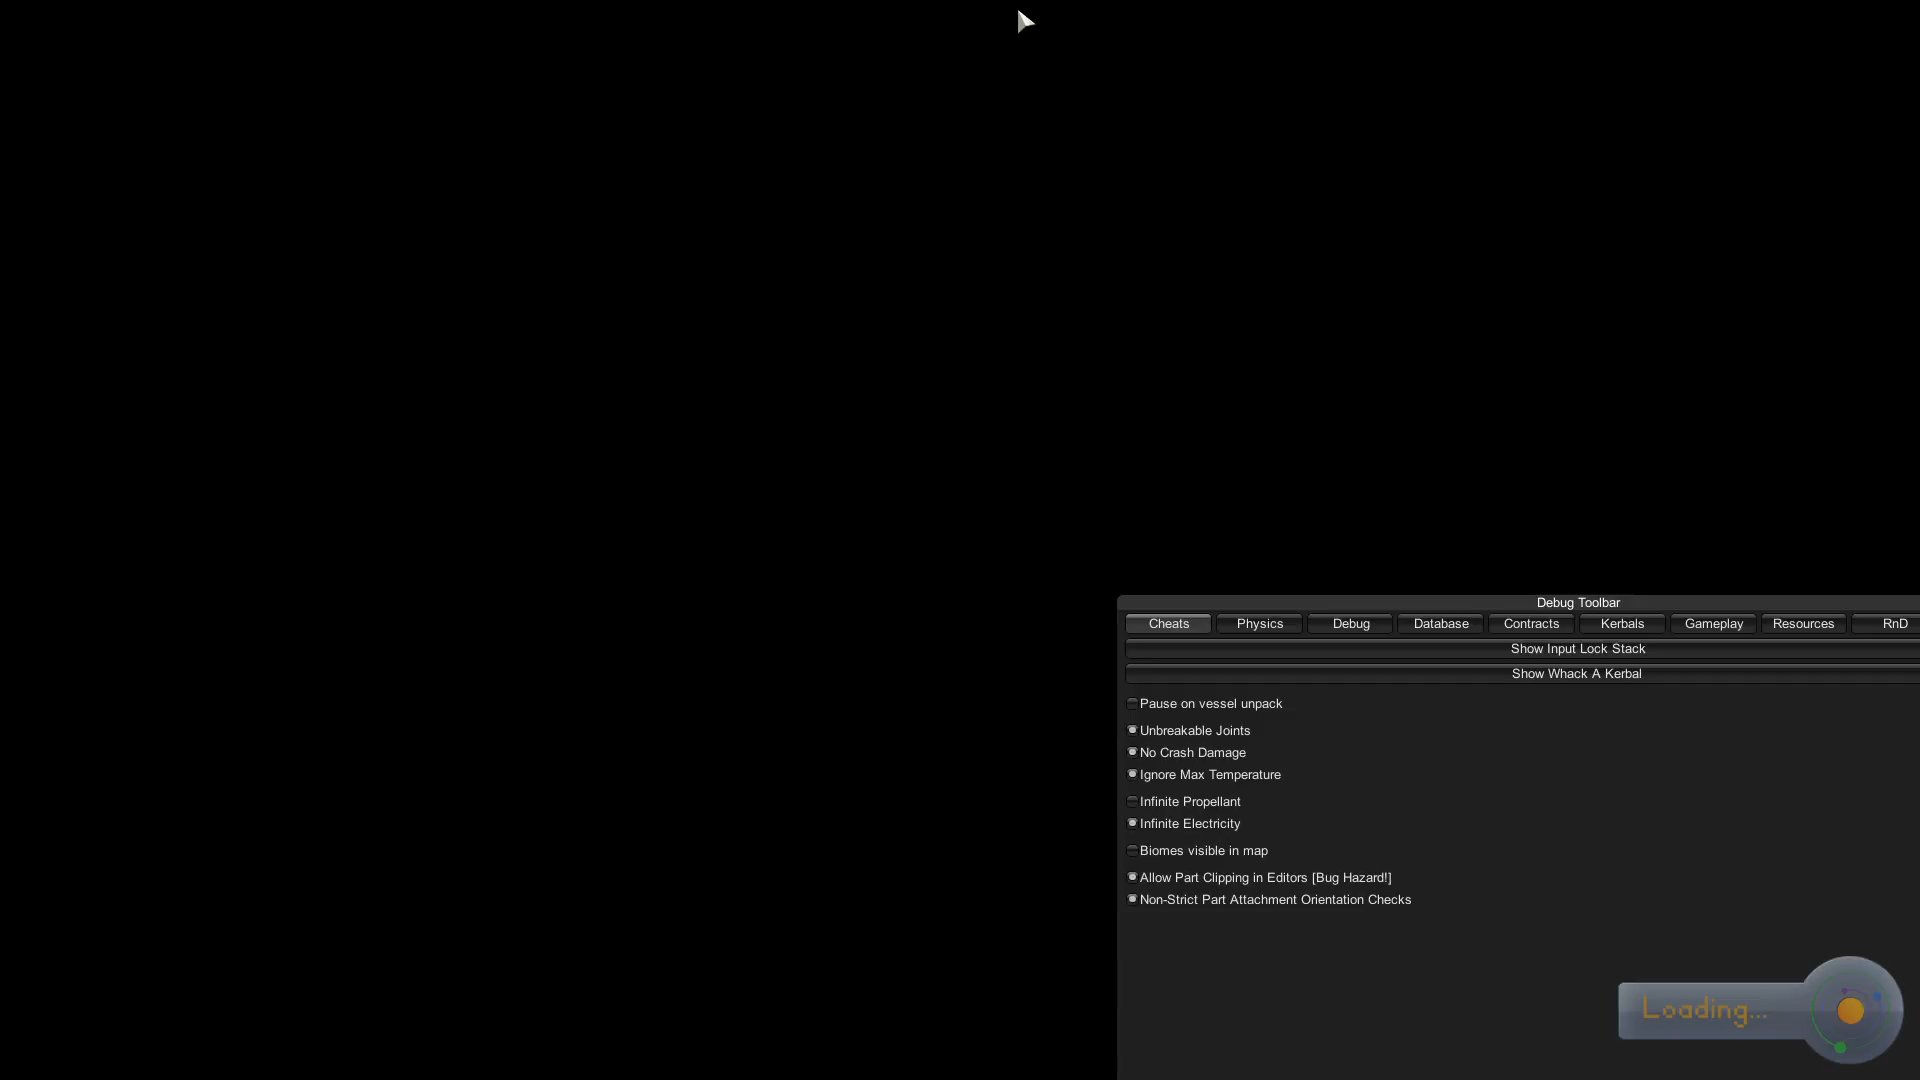 Debug Toolbar
Cheats Physics Debug Database Contracts Kerbals Gameplay Resources RnD
Show Input Lock Stack
Show Whack A Kerbal
Pause on vessel unpack
Unbreakable Joints
No Crash Damage
Ignore Max Temperature
Infinite Propellant
Infinite Electricity
Biomes visible in map
Allow Part Clipping in Editors [Bug Hazard!]
Non-Strict Part Attachment Orientation Checks
Loading...